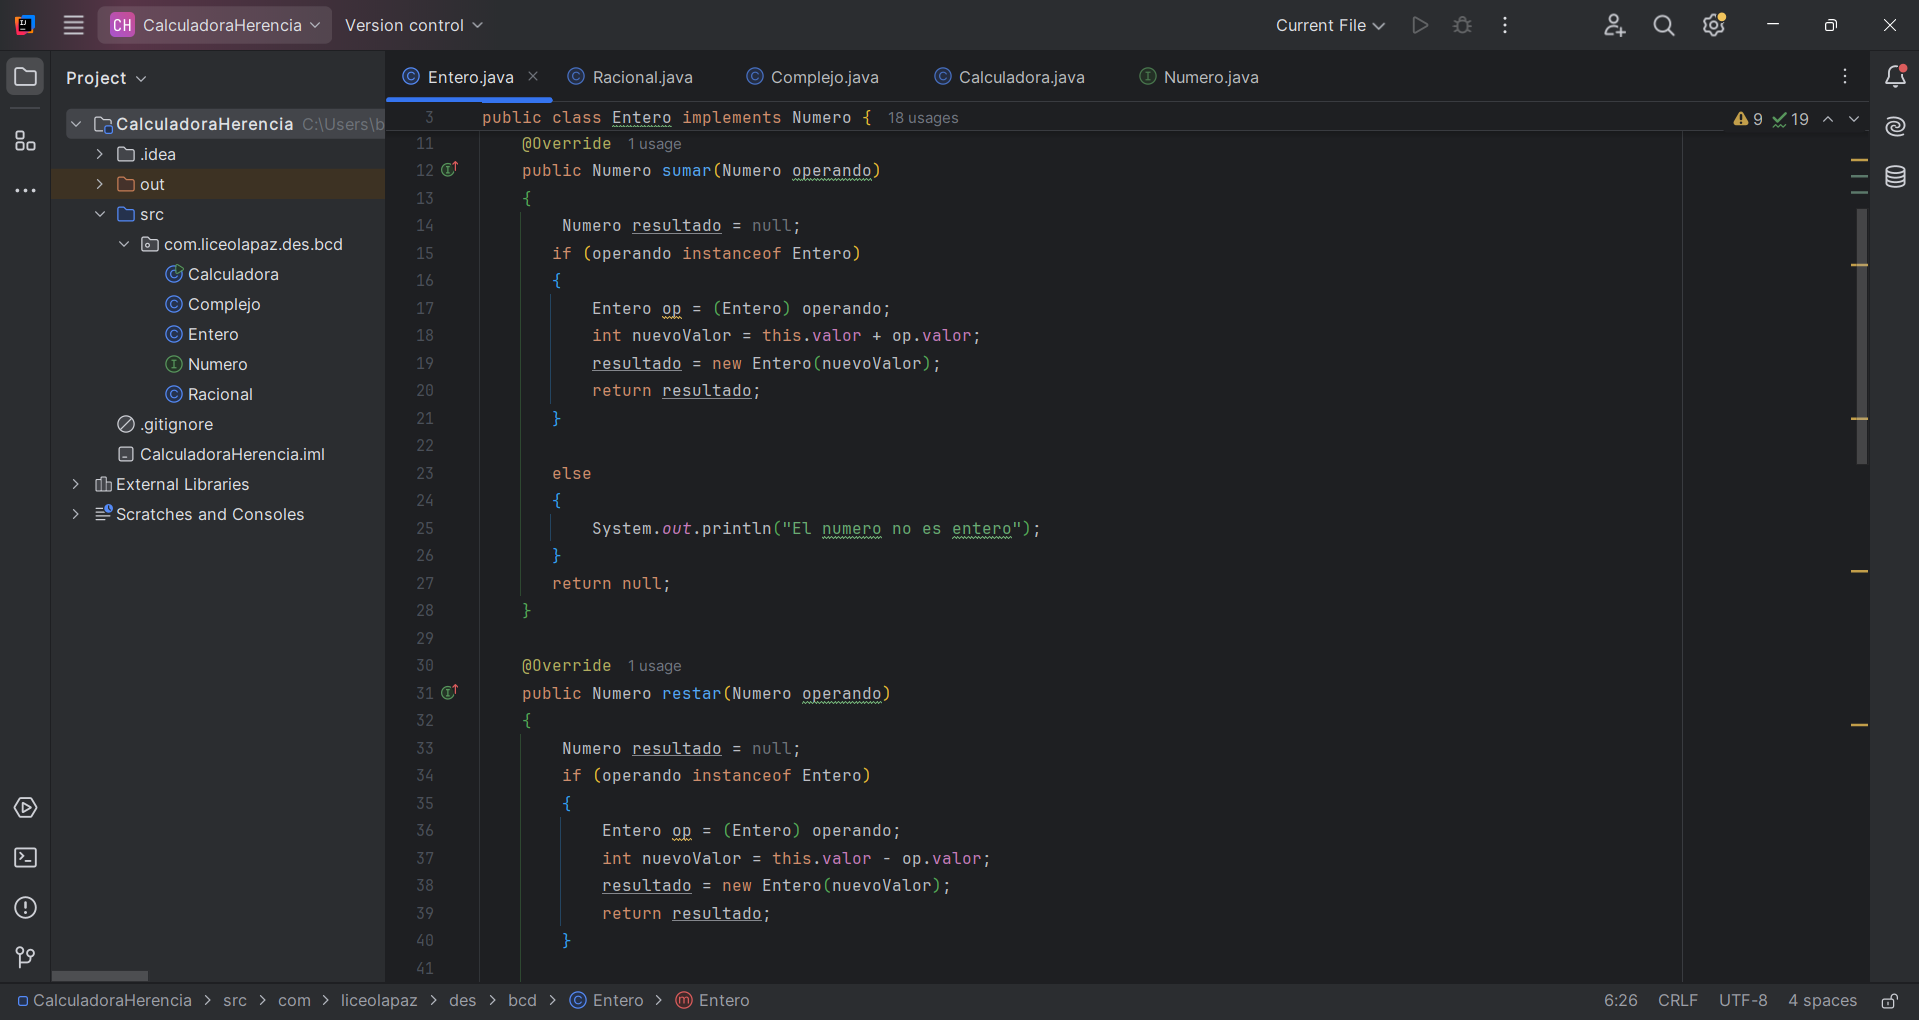 CH CalculadoraHerencia Version control Current File
Project
Entero.java Racional.java Complejo.java Calculadora.java Numero.java
CalculadoraHerencia C:\Users\b
.idea
out
src
com.liceolapaz.des.bcd
Calculadora
Complejo
Entero
Numero
Racional
.gitignore
CalculadoraHerencia.iml
External Libraries
Scratches and Consoles
3 public class Entero implements Numero { 18 usages 9 19
11 @Override 1 usage
12 public Numero sumar(Numero operando)
13 {
14 Numero resultado = null;
15 if (operando instanceof Entero)
16 {
17 Entero op = (Entero) operando;
18 int nuevoValor = this.valor + op.valor;
19 resultado = new Entero(nuevoValor);
20 return resultado;
21 }
22
23 else
24 {
25 System.out.println("El numero no es entero");
26 }
27 return null;
28 }
29
30 @Override 1 usage
31 public Numero restar(Numero operando)
32 {
33 Numero resultado = null;
34 if (operando instanceof Entero)
35 {
36 Entero op = (Entero) operando;
37 int nuevoValor = this.valor - op.valor;
38 resultado = new Entero(nuevoValor);
39 return resultado;
40 }
41
CalculadoraHerencia > src > com > liceolapaz > des > bcd > Entero > Entero 6:26 CRLF UTF-8 4 spaces